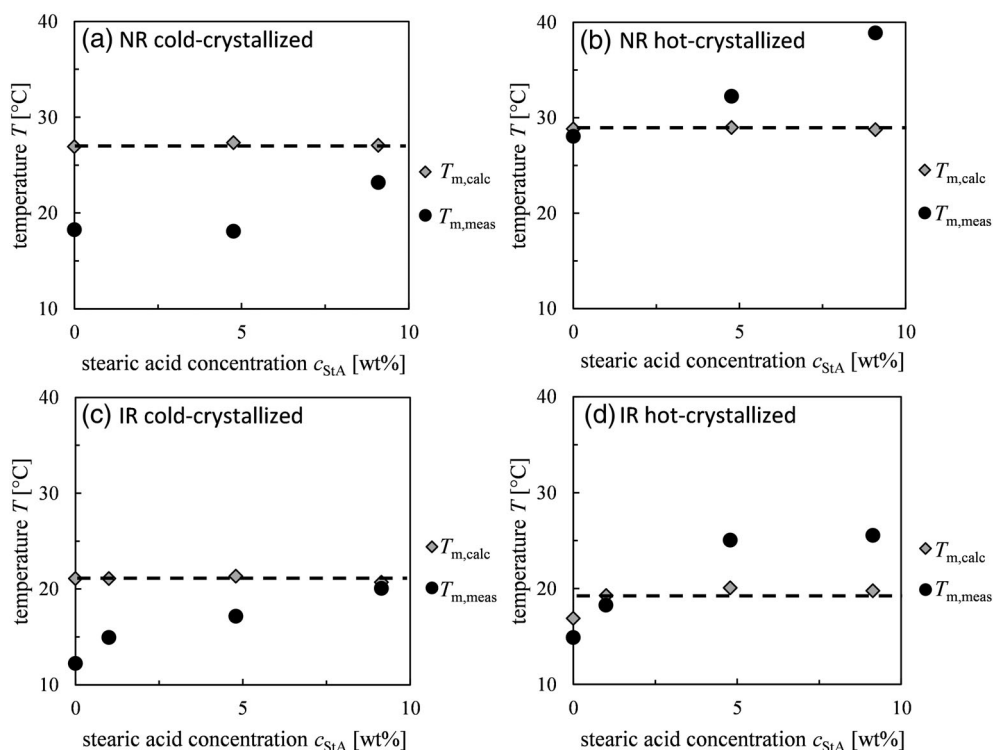 (a) NR cold-crystallized
40
30
20
10
temperature T [°C]
0
5
10
stearic acid concentration cStA [wt%]
Tm,calc
Tm,meas
(b) NR hot-crystallized
40
30
20
10
temperature T [°C]
0
5
10
stearic acid concentration cStA [wt%]
Tm,calc
Tm,meas
(c) IR cold-crystallized
40
30
20
10
temperature T [°C]
0
5
10
stearic acid concentration cStA [wt%]
Tm,calc
Tm,meas
(d) IR hot-crystallized
40
30
20
10
temperature T [°C]
0
5
10
stearic acid concentration cStA [wt%]
Tm,calc
Tm,meas